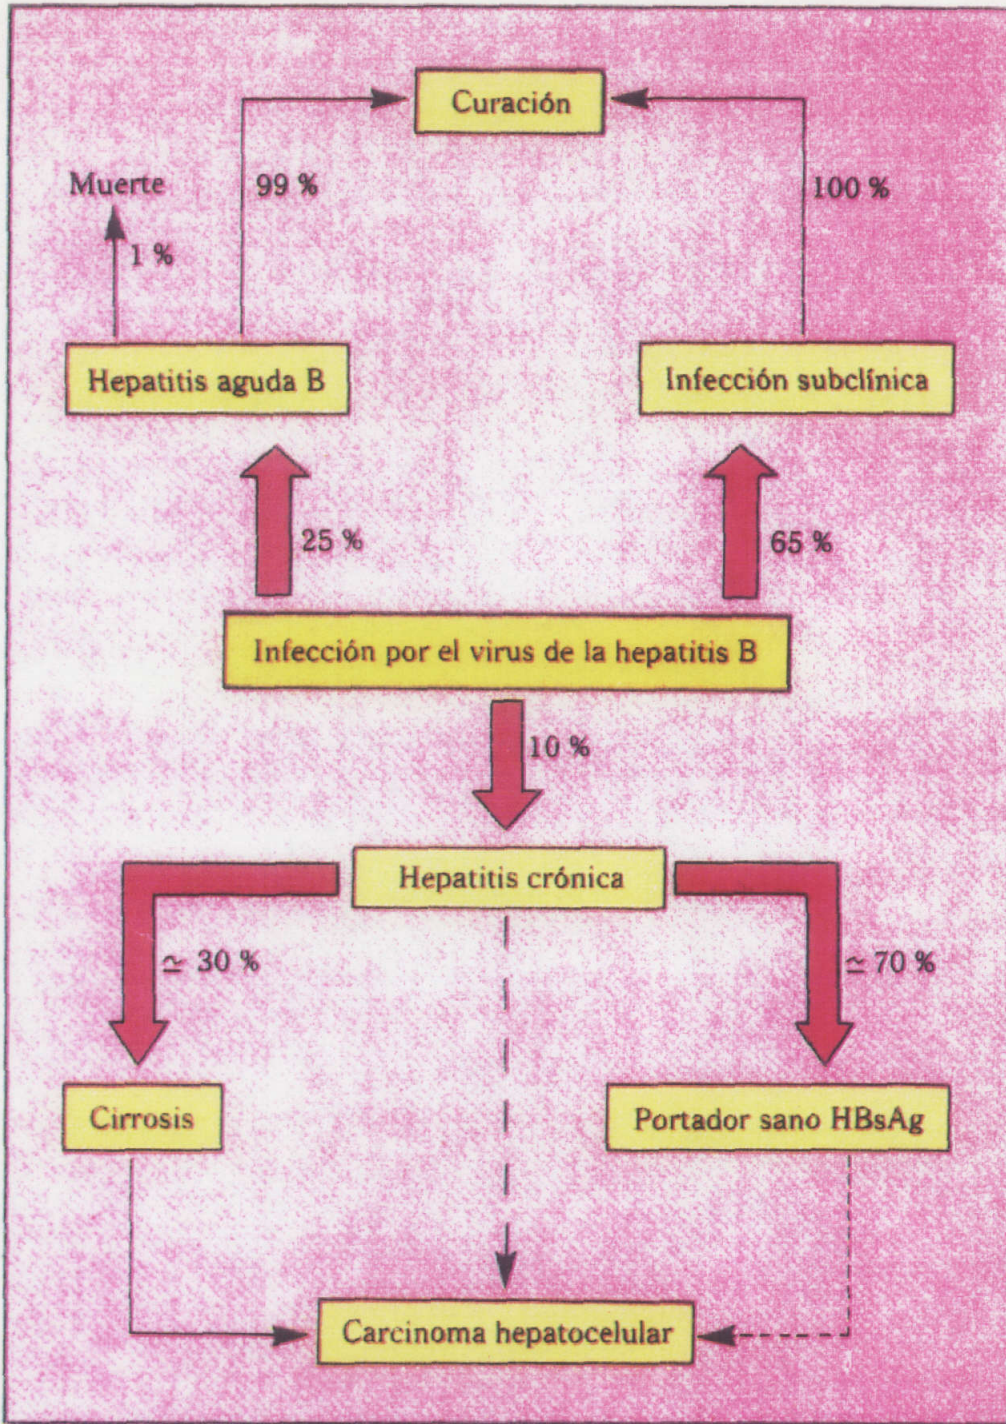 Curación
Muerte
99 %
100 %
1 %
Hepatitis aguda B
Infección subclínica
25 %
65 %
Infección por el virus de la hepatitis B
10 %
Hepatitis crónica
≃ 30 %
≃ 70 %
Cirrosis
Portador sano HBsAg
Carcinoma hepatocelular